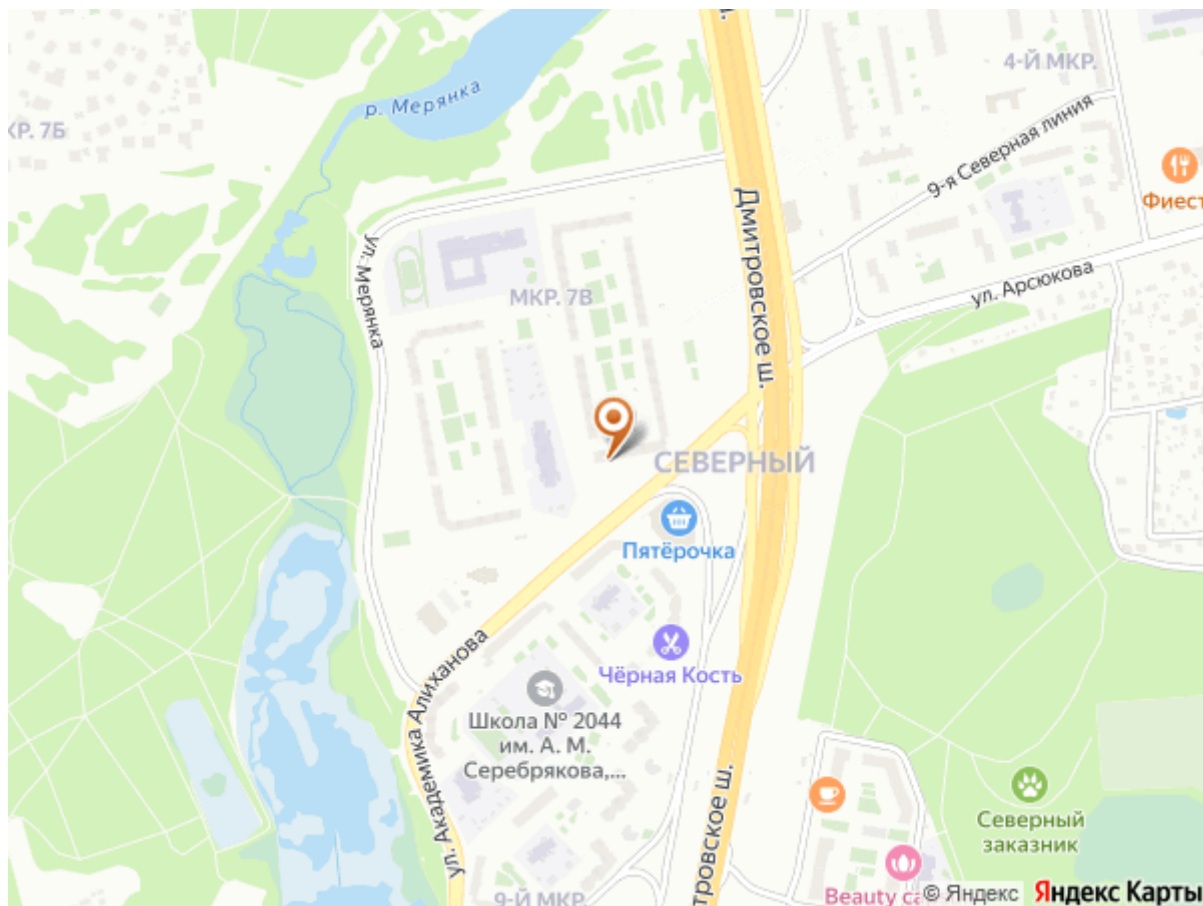 4-Й МКР.
р. Мерянка
КР. 7Б
9-я Северная линия
Фиест
Дмитровское ш.
ул. Мерянка
МКР. 7В
ул. Арсюкова
СЕВЕРНЫЙ
Пятёрочка
ул. Академика Алиханова
Чёрная Кость
Школа № 2044
им. А. М.
Серебрякова,...
тровское ш.
Северный
заказник
9-Й МКР
Beauty ca
© Яндекс Яндекс Карты